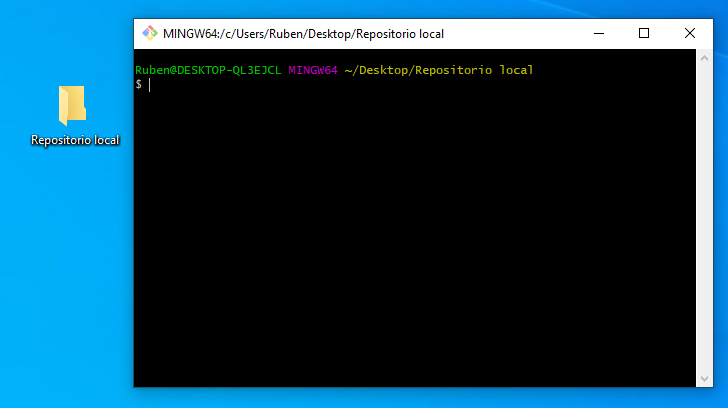 MINGW64:/c/Users/Ruben/Desktop/Repositorio local
Ruben@DESKTOP-QL3EJCL MINGW64 ~/Desktop/Repositorio local
$
Repositorio local